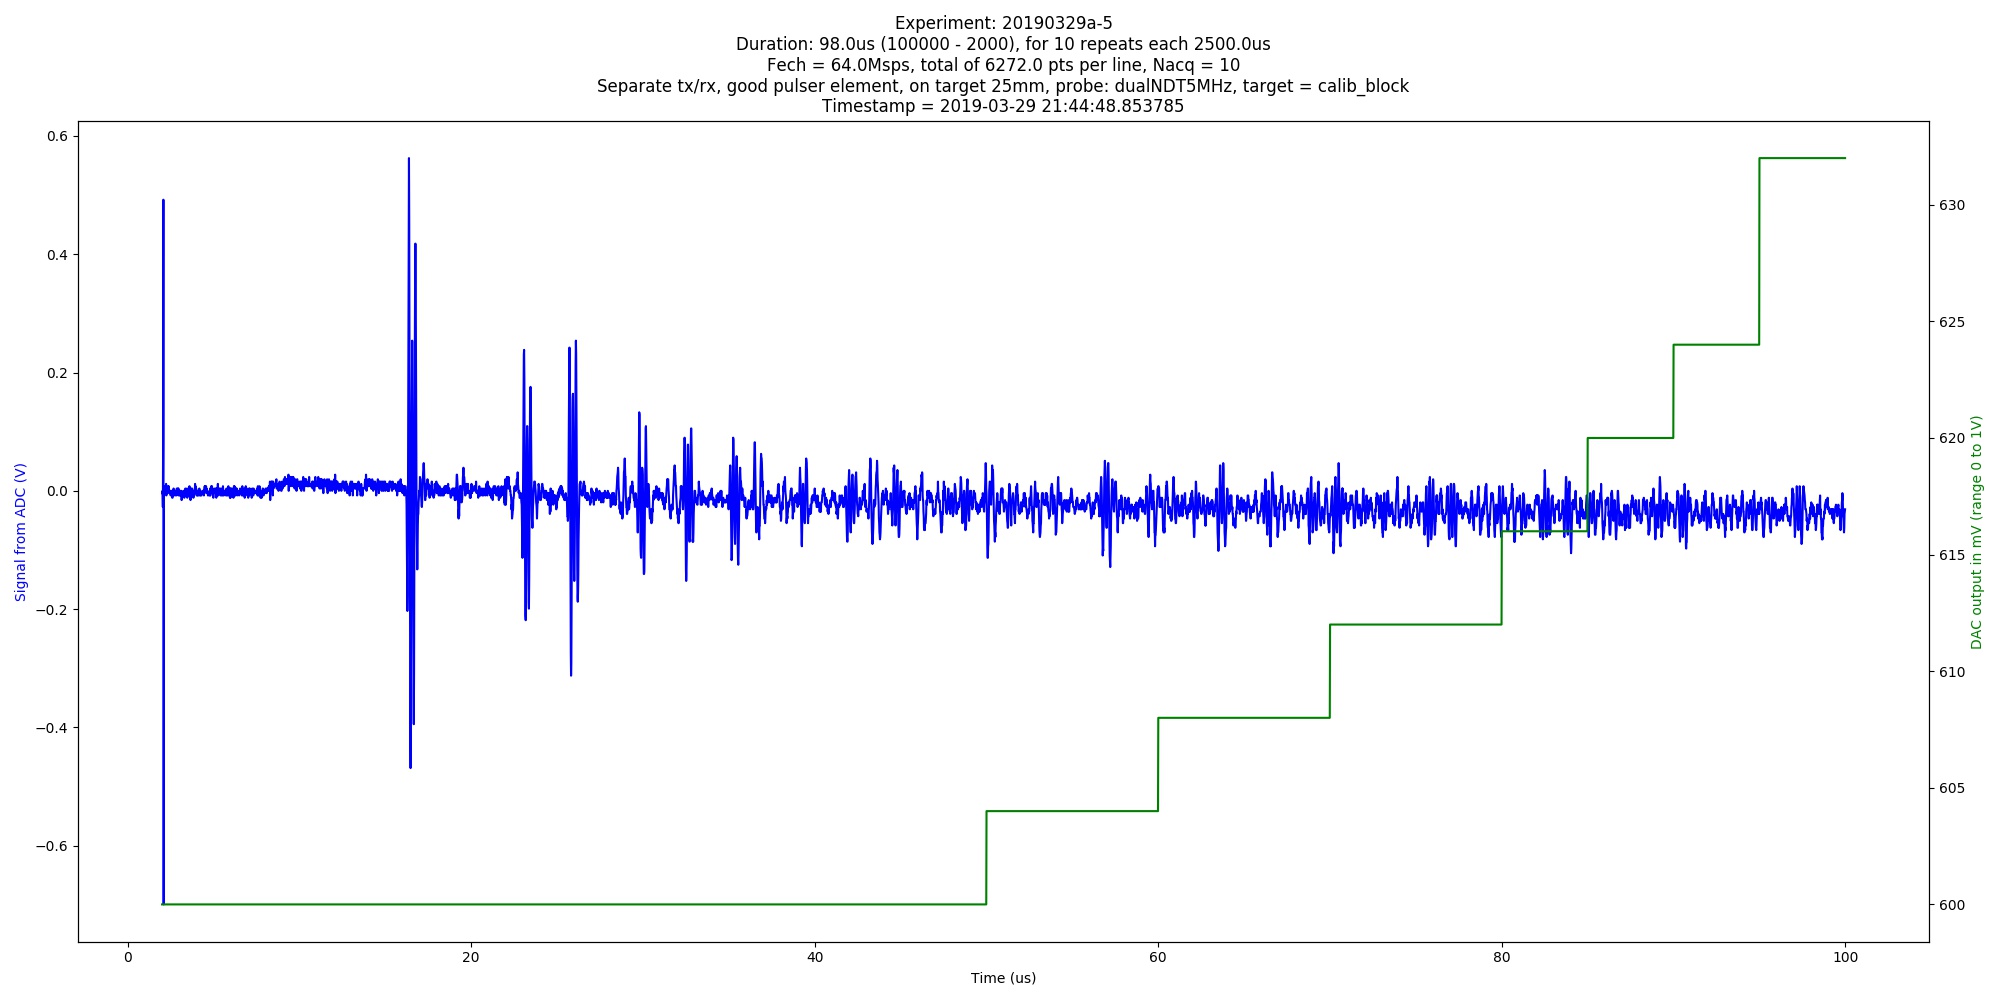 Experiment: 20190329a-5
Duration: 98.0us (100000 - 2000), for 10 repeats each 2500.0us
Fech = 64.0Msps, total of 6272.0 pts per line, Nacq = 10
Separate tx/rx, good pulser element, on target 25mm, probe: dualNDT5MHz, target = calib_block
Timestamp = 2019-03-29 21:44:48.853785
Signal from ADC (V)
0.6
0.4
0.2
0.0
−0.2
−0.4
−0.6
630
625
620
615
610
605
600
DAC output in mV (range 0 to 1V)
0
20
40
60
80
100
Time (us)